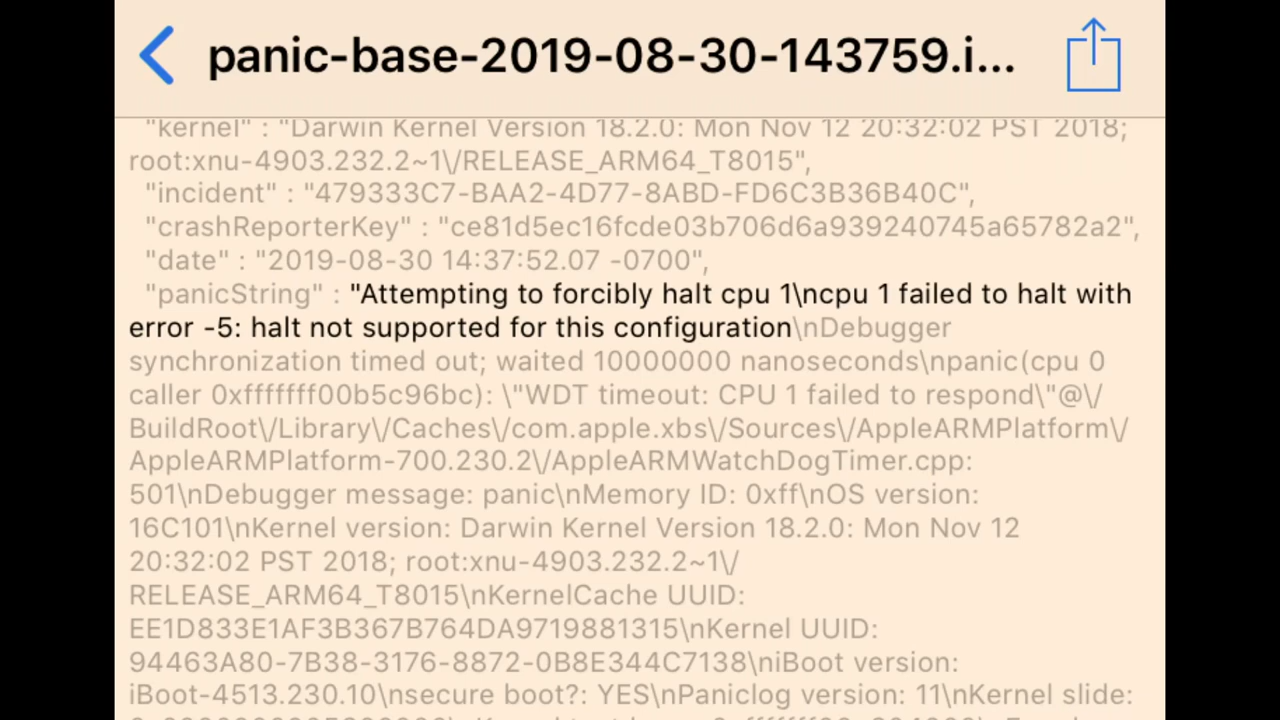 panic-base-2019-08-30-143759.i...
"kernel" : "Darwin Kernel Version 18.2.0: Mon Nov 12 20:32:02 PST 2018;
root:xnu-4903.232.2~1\/RELEASE_ARM64_T8015",
"incident" : "479333C7-BAA2-4D77-8ABD-FD6C3B36B40C",
"crashReporterKey" : "ce81d5ec16fcde03b706d6a939240745a65782a2",
"date" : "2019-08-30 14:37:52.07 -0700",
"panicString" : "Attempting to forcibly halt cpu 1\ncpu 1 failed to halt with
error -5: halt not supported for this configuration\nDebugger
synchronization timed out; waited 10000000 nanoseconds\npanic(cpu 0
caller 0xfffffff00b5c96bc): \"WDT timeout: CPU 1 failed to respond\"@\/
BuildRoot\/Library\/Caches\/com.apple.xbs\/Sources\/AppleARMPlatform\/
AppleARMPlatform-700.230.2\/AppleARMWatchDogTimer.cpp:
501\nDebugger message: panic\nMemory ID: 0xff\nOS version:
16C101\nKernel version: Darwin Kernel Version 18.2.0: Mon Nov 12
20:32:02 PST 2018; root:xnu-4903.232.2~1\/
RELEASE_ARM64_T8015\nKernelCache UUID:
EE1D833E1AF3B367B764DA9719881315\nKernel UUID:
94463A80-7B38-3176-8872-0B8E344C7138\niBoot version:
iBoot-4513.230.10\nsecure boot?: YES\nPaniclog version: 11\nKernel slide: